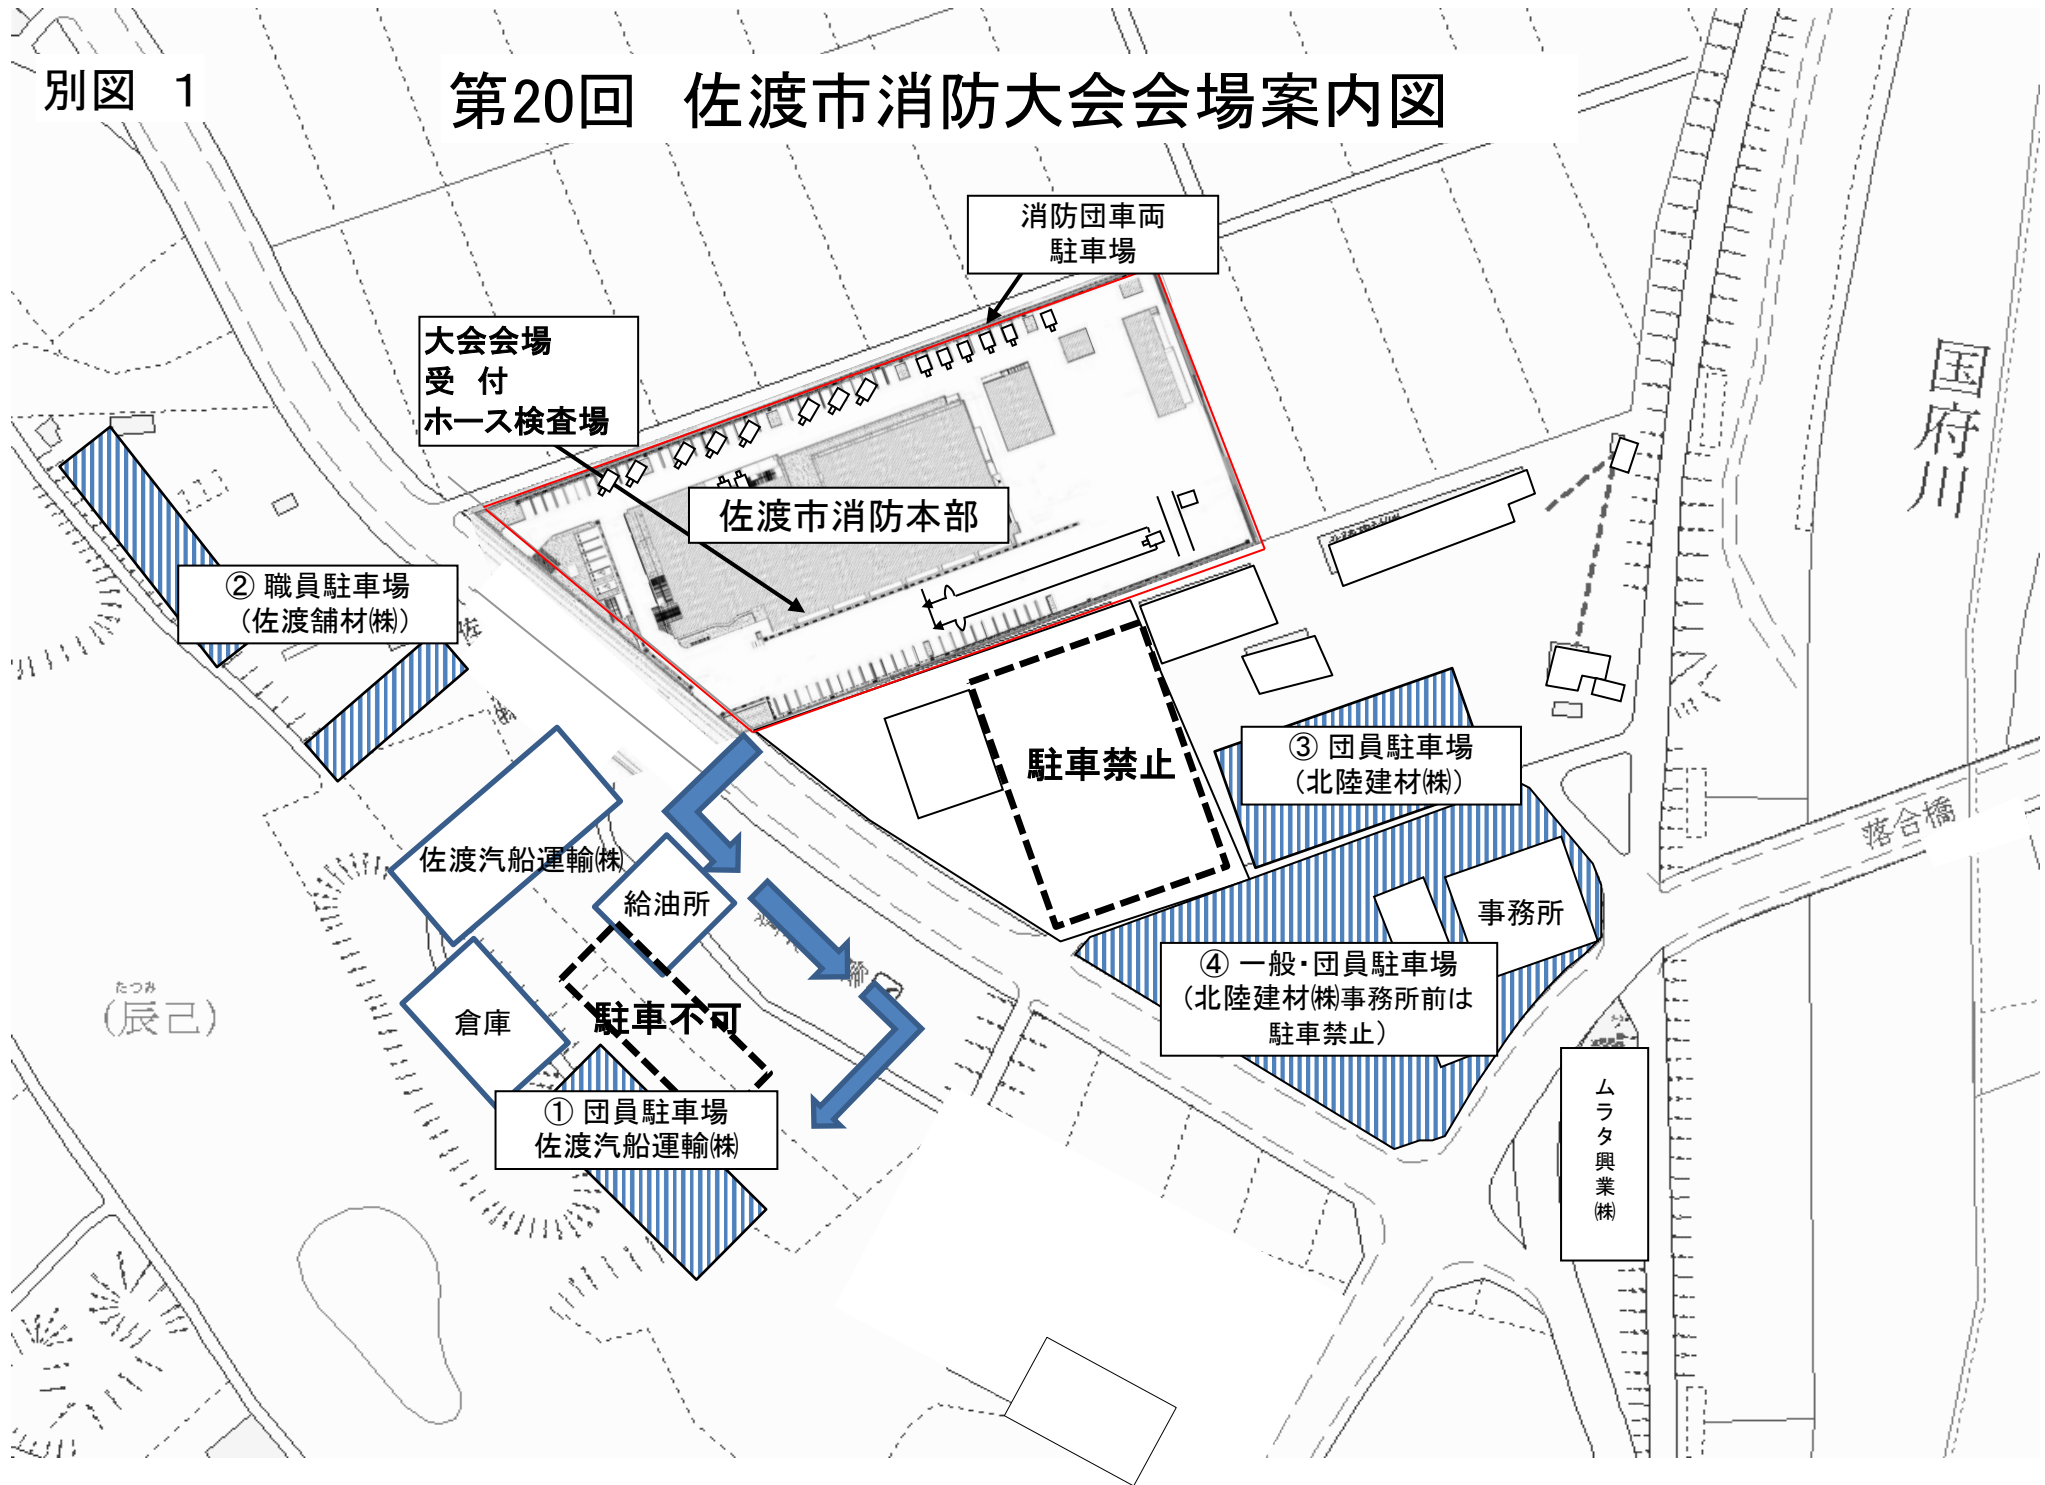 別図　1
第20回　佐渡市消防大会会場案内図
消防団車両
駐車場
大会会場
受　付
ホース検査場
佐渡市消防本部
国府川
② 職員駐車場
（佐渡舗材㈱）
佐
駐車禁止
③ 団員駐車場
（北陸建材㈱）
落合橋
佐渡汽船運輸㈱
給油所
事務所
④ 一般・団員駐車場
（北陸建材㈱事務所前は
駐車禁止）
たつみ
（辰己）
倉庫
駐車不可
① 団員駐車場
佐渡汽船運輸㈱
ムラタ興業㈱